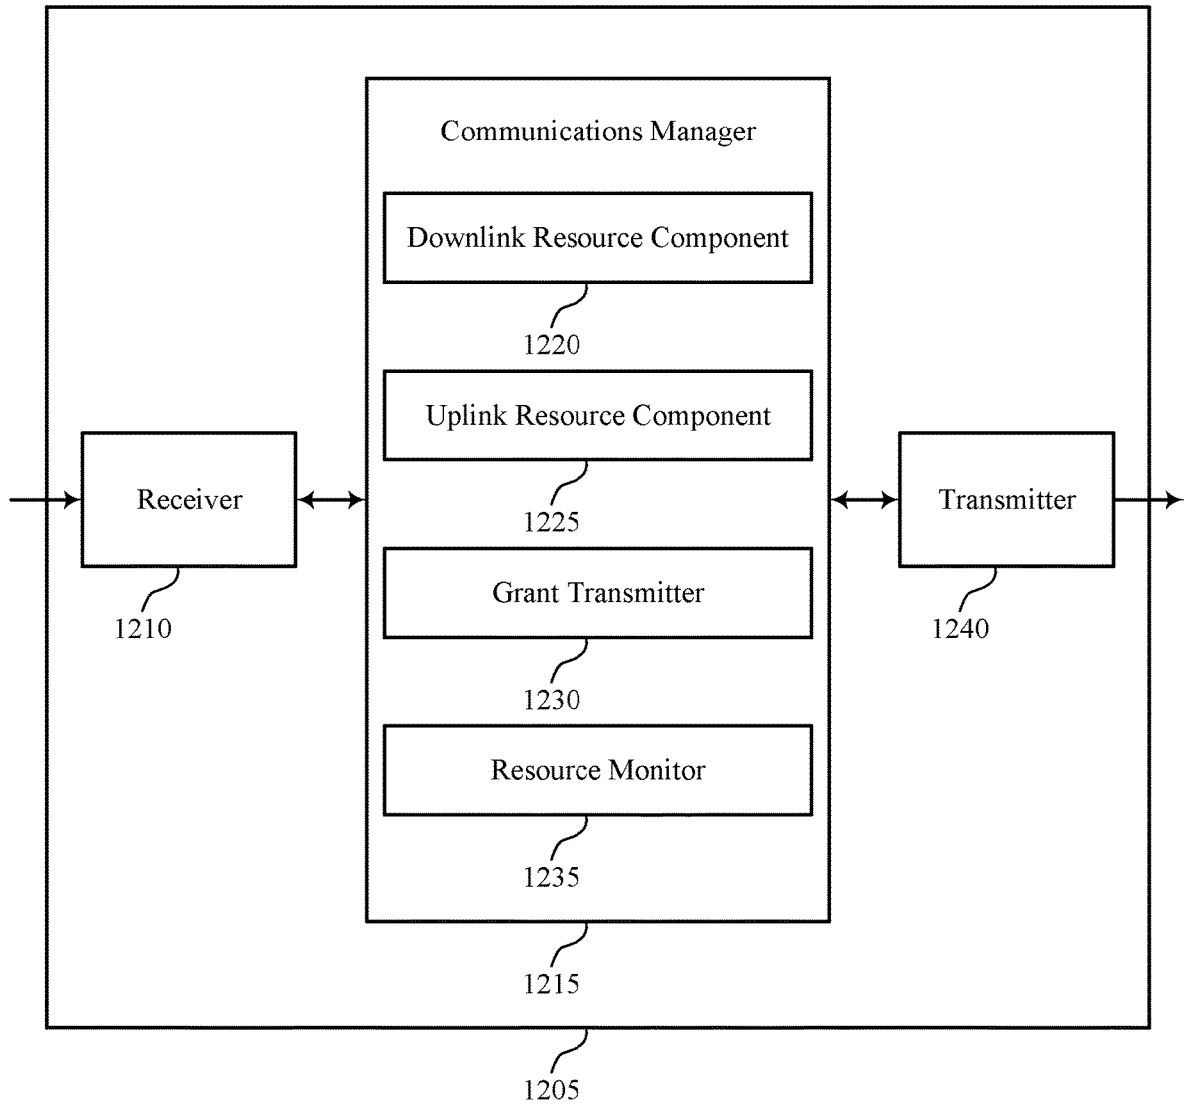 Communications Manager
Downlink Resource Component
1220
Uplink Resource Component
1225
Receiver
1210
Grant Transmitter
1230
Resource Monitor
1235
Transmitter
1240
1215
1205